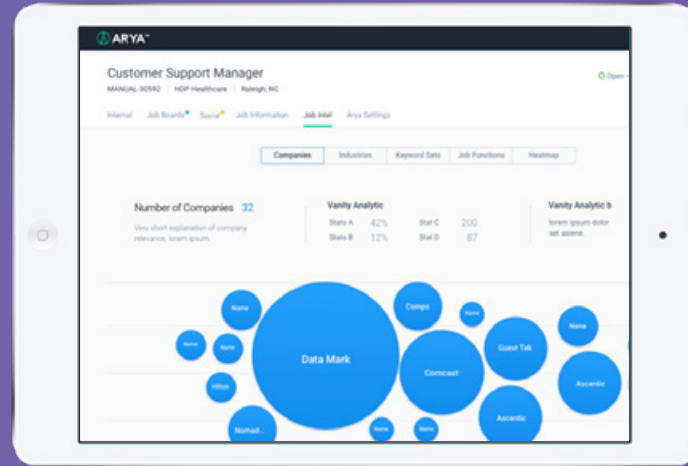 ARYA™
Customer Support Manager
MANUAL-00592 | HDP Healthcare | Raleigh, NC
Open
Internal Job Boards Social Job Information Job Intel Arya Settings
Companies Industries Keyword Sets Job Functions Heatmap
Number of Companies 32
Very short explanation of company
relevance, lorem ipsum.
Vanity Analytic
Stats A 42% Stat C 200
Stats B 12% Stat D 87
Vanity Analytic b
lorem ipsum dolor
set asiene.
Name
Comps
Name
Name
Name
Name
Data Mark
Guest Tak
Comcast
Ascentic
Hilton
Ascentic
Nomad..
Name
Name